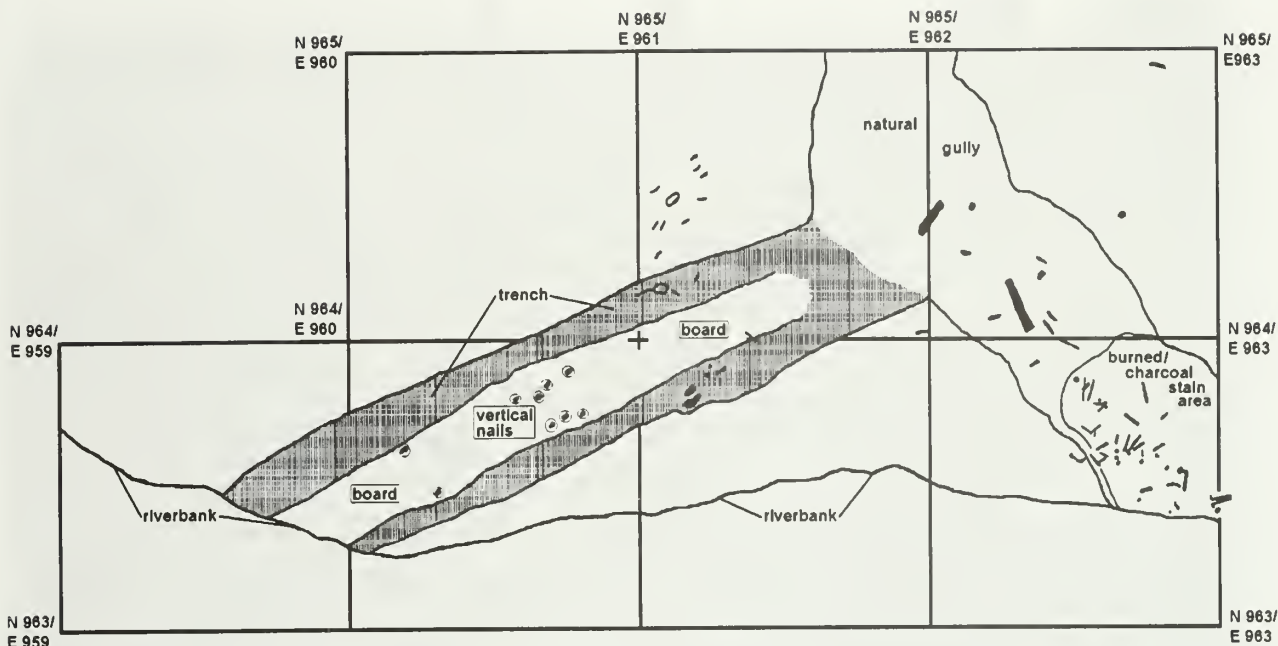 N 965/
E 960
N 965/
E 961
N 965/
E 962
N 965/
E963
natural
gully
trench
N 964/
E 960
N 964/
E 959
board
N 964/
E 963
burned/
charcoal
stain
area
vertical
nails
board
riverbank
riverbank
N 963/
E 959
N 963/
E 963